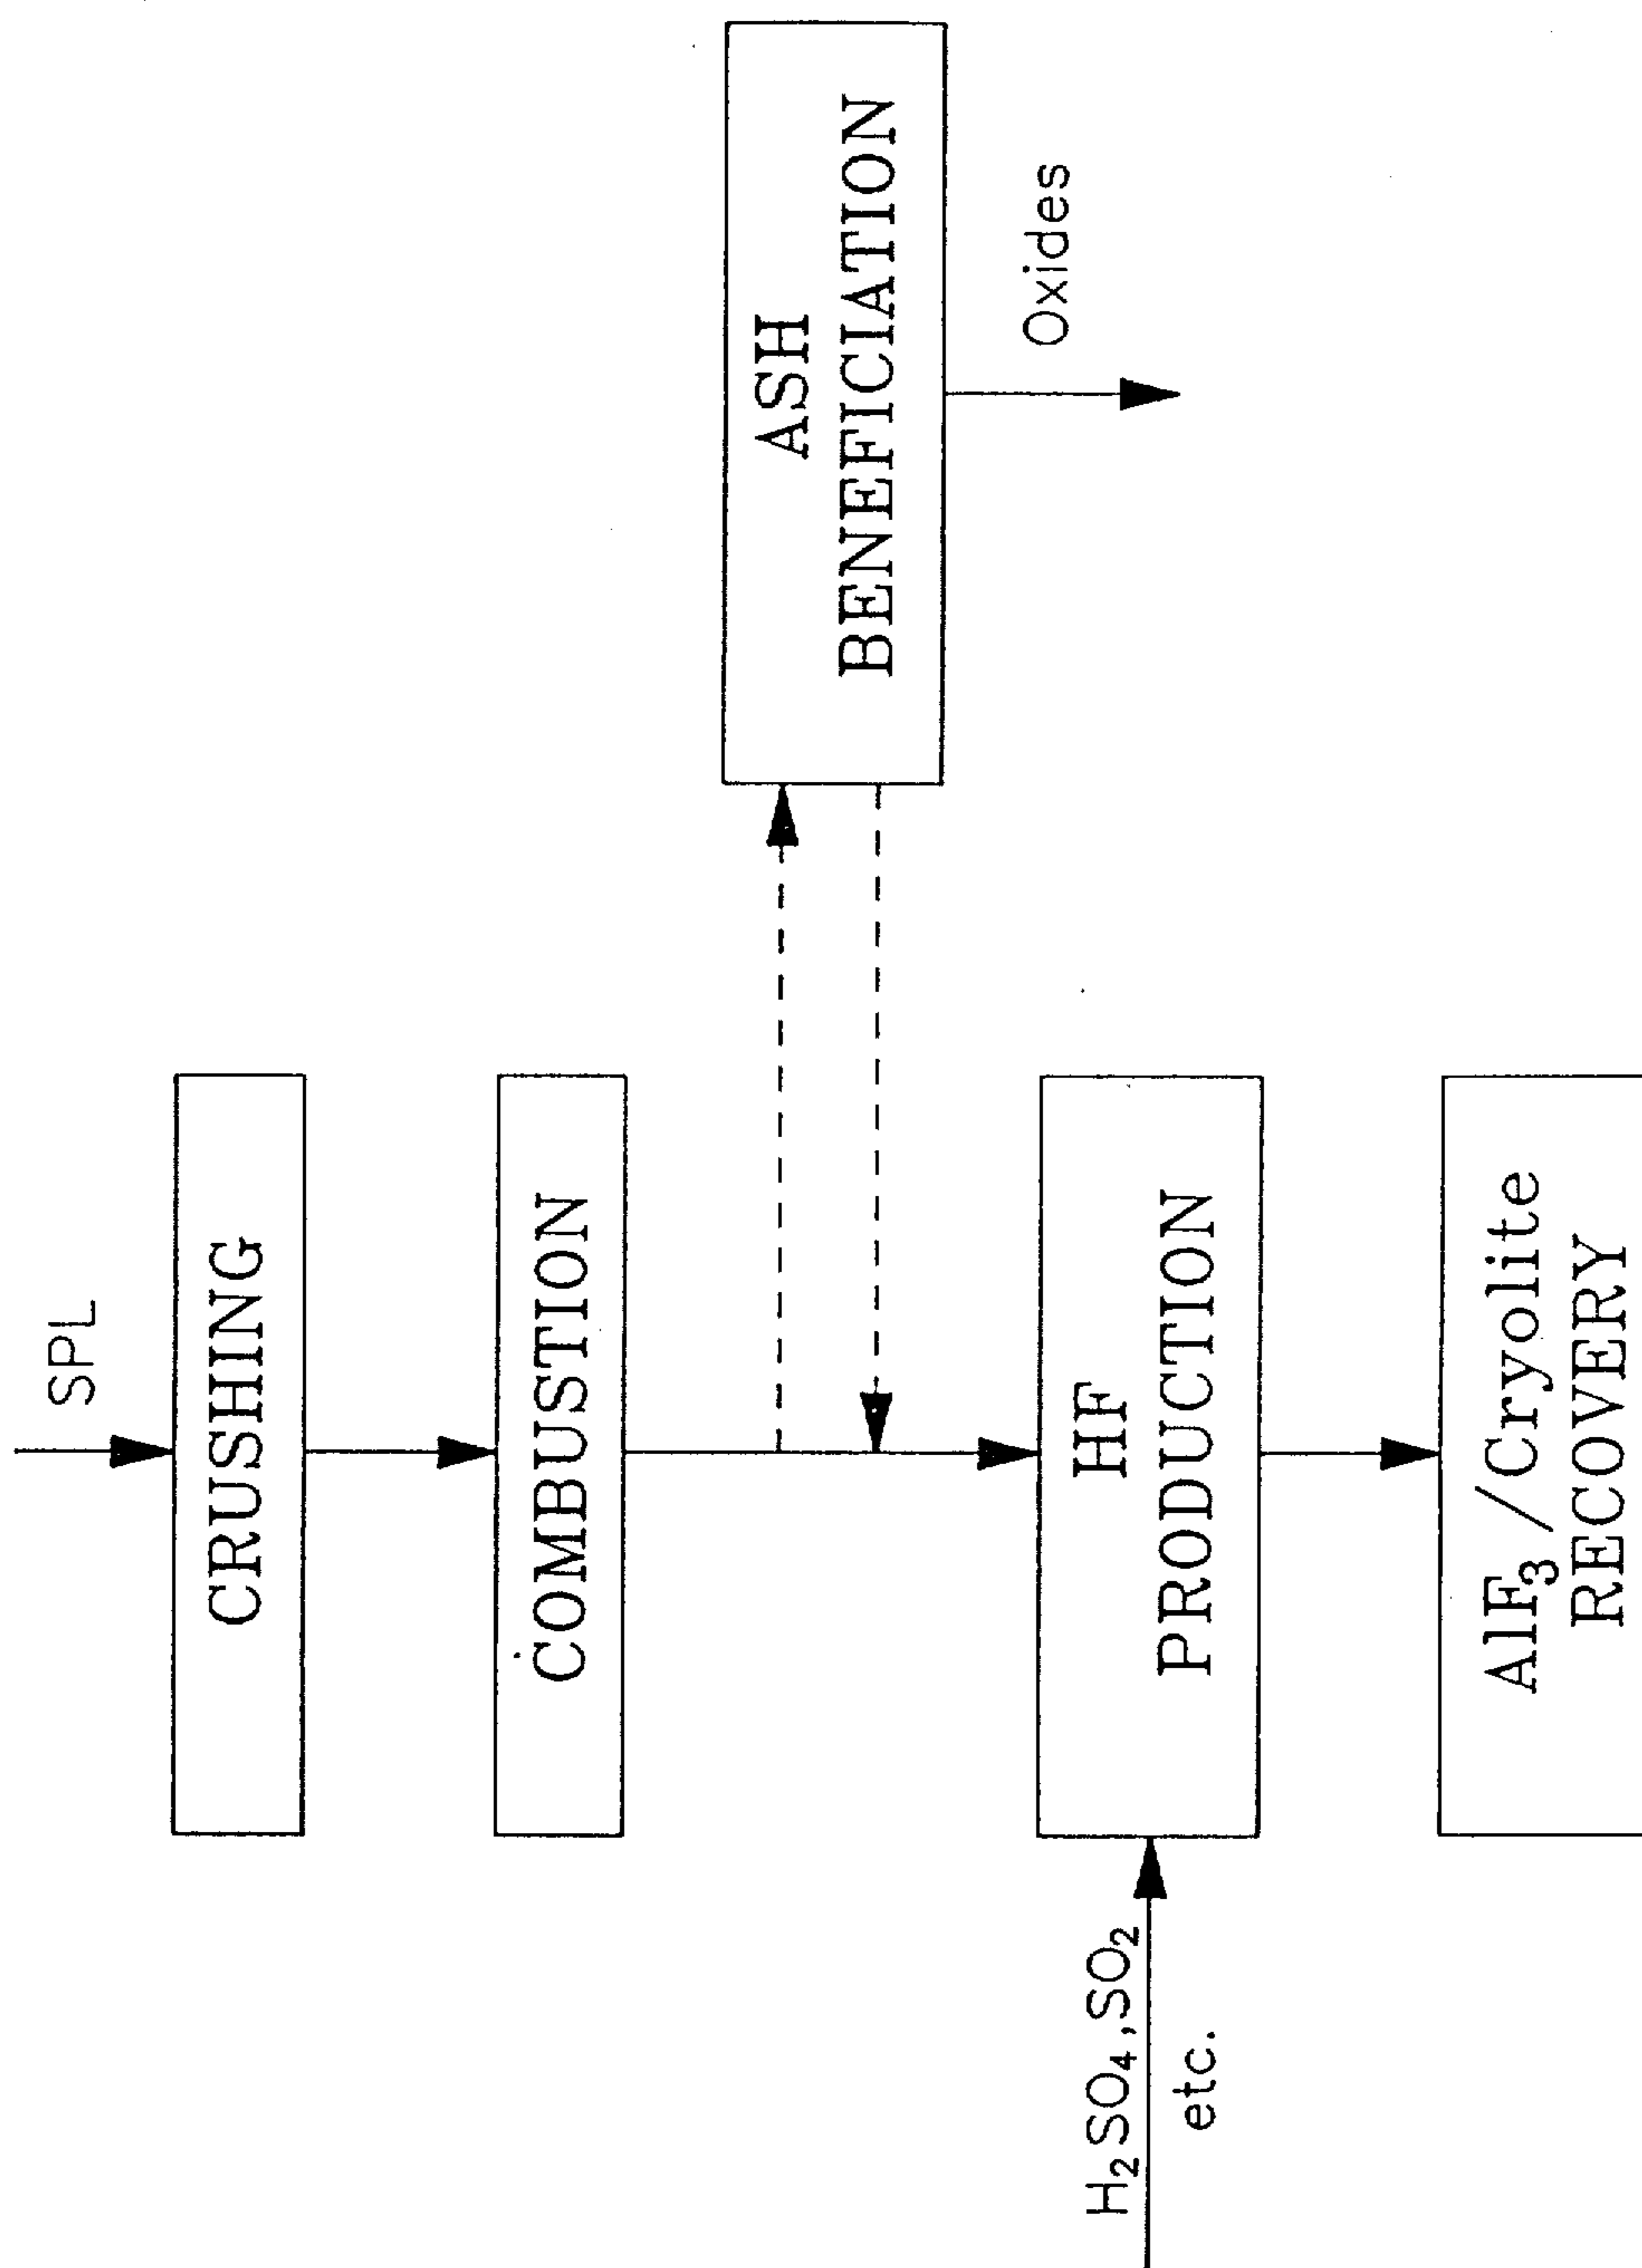 SPL
CRUSHING
COMBUSTION
ASH
BENEFICIATION
Oxides
H₂SO₄,SO₂
etc.
HF
PRODUCTION
AlF₃/Cryolite
RECOVERY